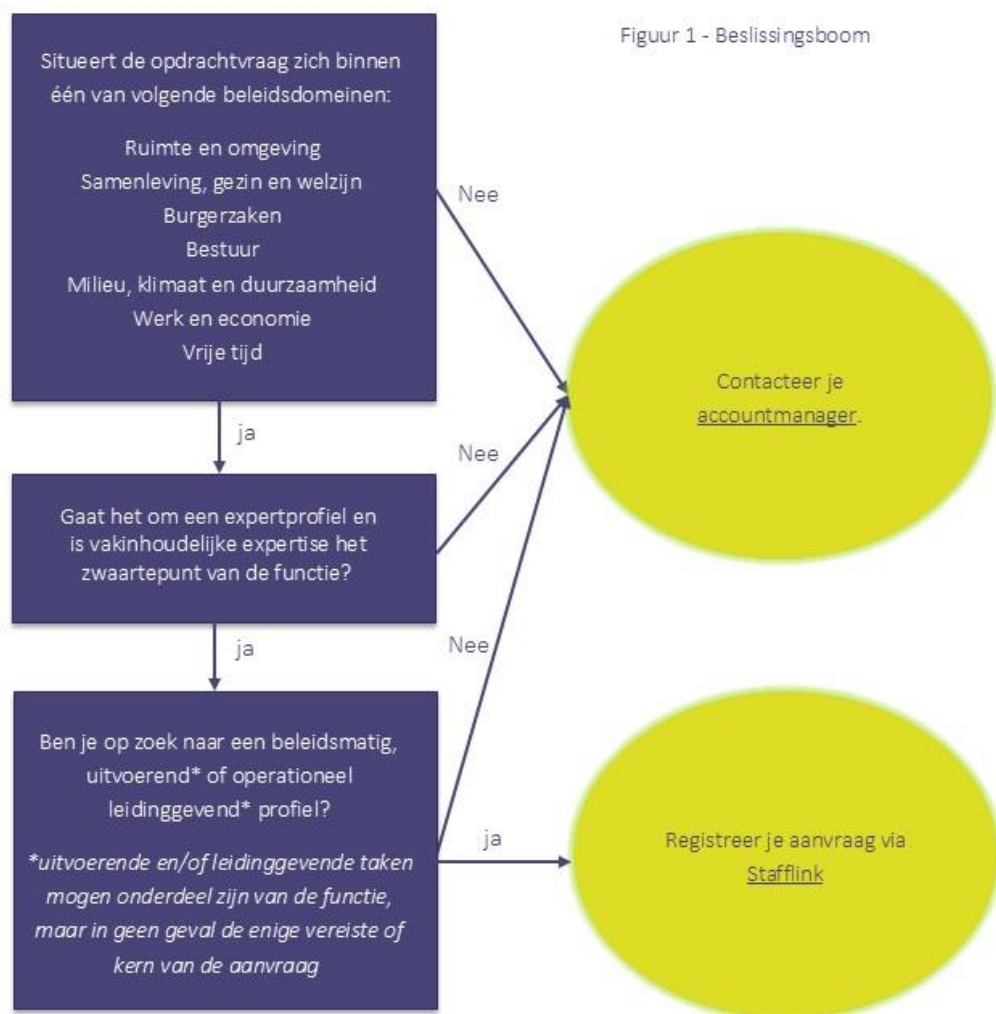 Figuur 1 - Beslissingsboom
Situeert de opdrachtvraag zich binnen
één van volgende beleidsdomeinen:
Ruimte en omgeving
Samenleving, gezin en welzijn
Burgerzaken
Bestuur
Milieu, klimaat en duurzaamheid
Werk en economie
Vrije tijd
Nee
Contacteer je
accountmanager.
ja
Nee
Gaat het om een expertprofiel en
is vakinhoudelijke expertise het
zwaartepunt van de functie?
ja
Nee
Ben je op zoek naar een beleidsmatig,
uitvoerend* of operationeel
leidinggevend* profiel?
*uitvoerende en/of leidinggevende taken
mogen onderdeel zijn van de functie,
maar in geen geval de enige vereiste of
kern van de aanvraag
ja
Registreer je aanvraag via
Stafflink